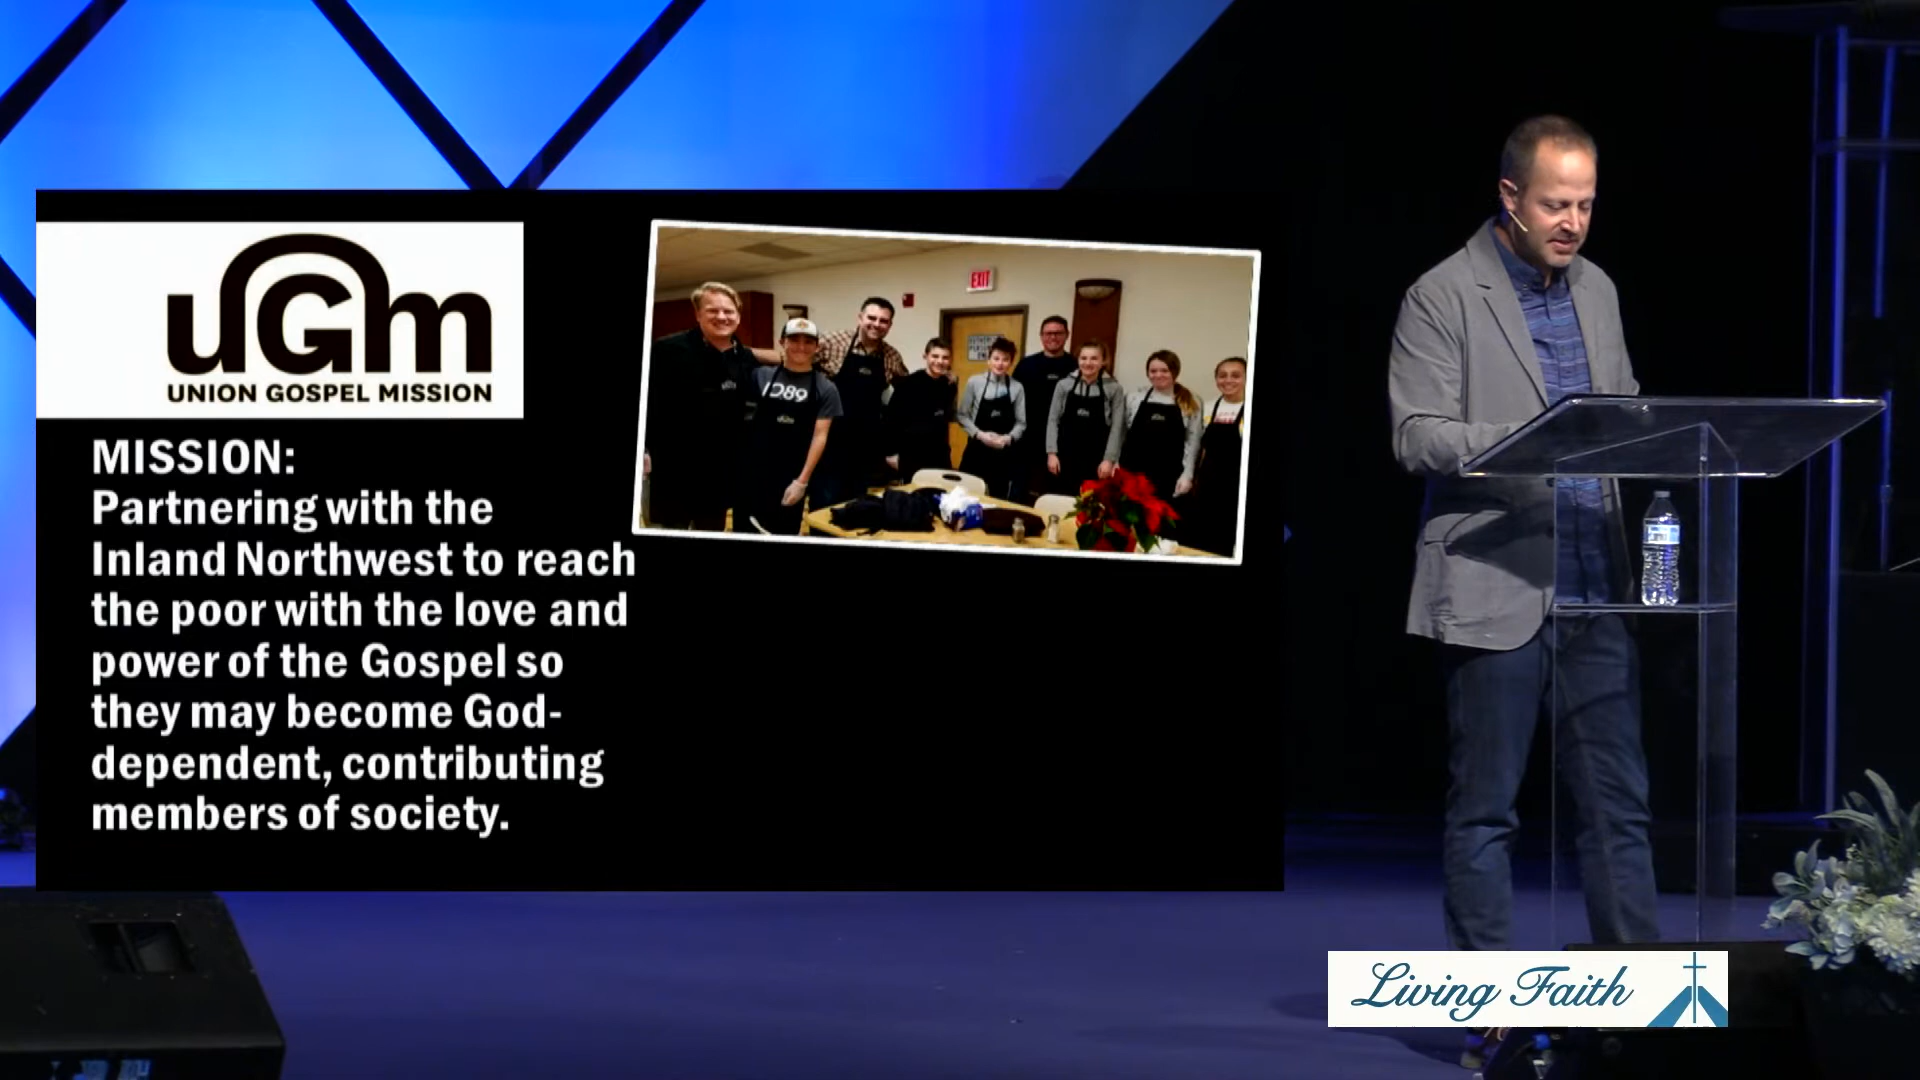 uGm
UNION GOSPEL MISSION
EXIT
1089
MISSION:
Partnering with the
Inland Northwest to reach
the poor with the love and
power of the Gospel so
they may become God-
dependent, contributing
members of society.
Living Faith